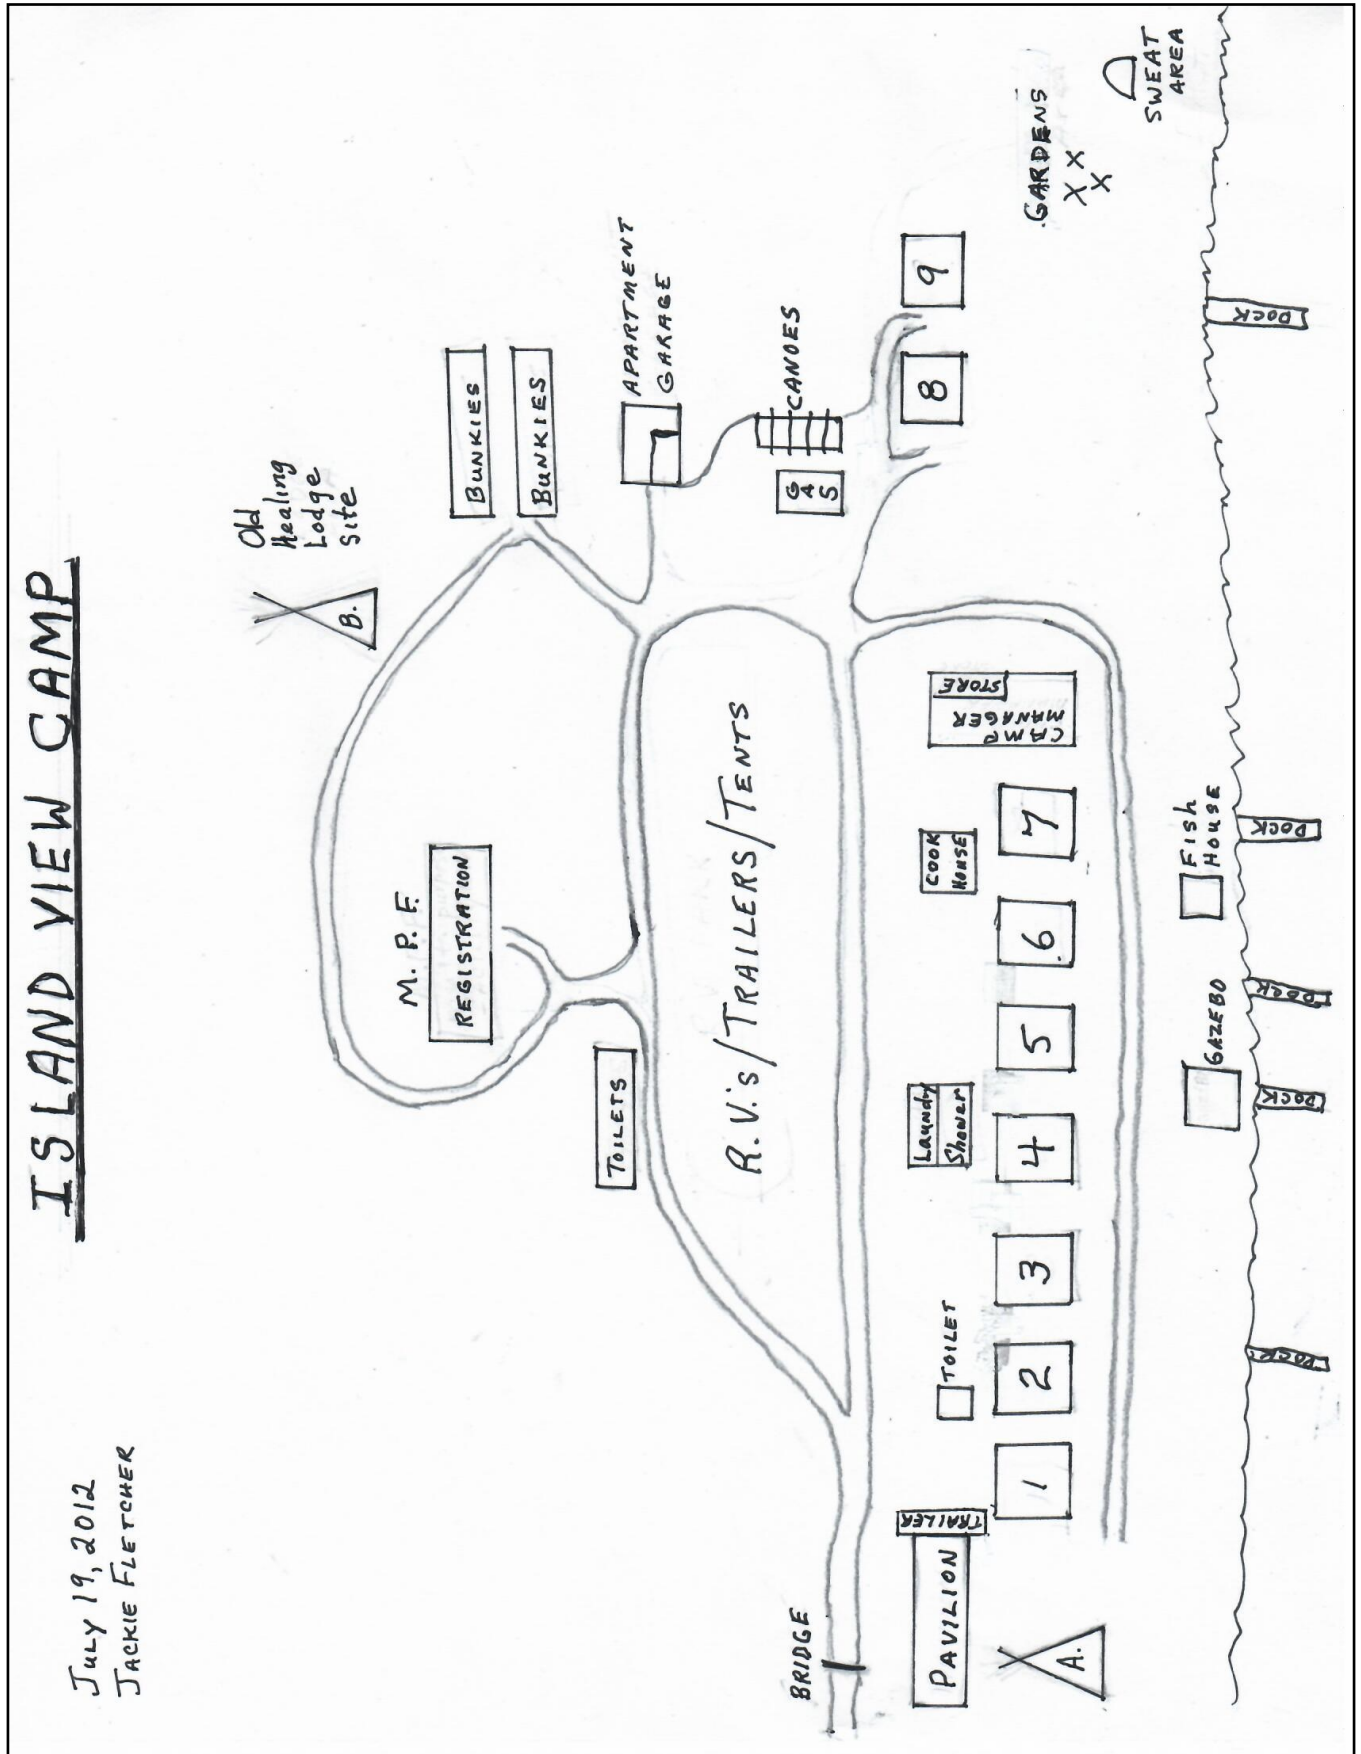 ISLAND VIEW CAMP
July 19, 2012
JACKIE FLETCHER
Old
Healing
Lodge
Site
B.
M. P. F.
REGISTRATION
BUNKIES
BUNKIES
TOILETS
APARTMENT
GARAGE
R.V.'s/TRAILERS/TENTS
CANOES
GAS
BRIDGE
PAVILION
TRAILER
TOILET
Laundry
Shower
COOK
HOUSE
STORE
CAMP
MANAGER
8
9
A.
1
2
3
4
5
6
7
GARDENS
X X
X
SWEAT
AREA
GAZEBO
FISH
HOUSE
DOCK
DOCK
DOCK
DOCK
DOCK